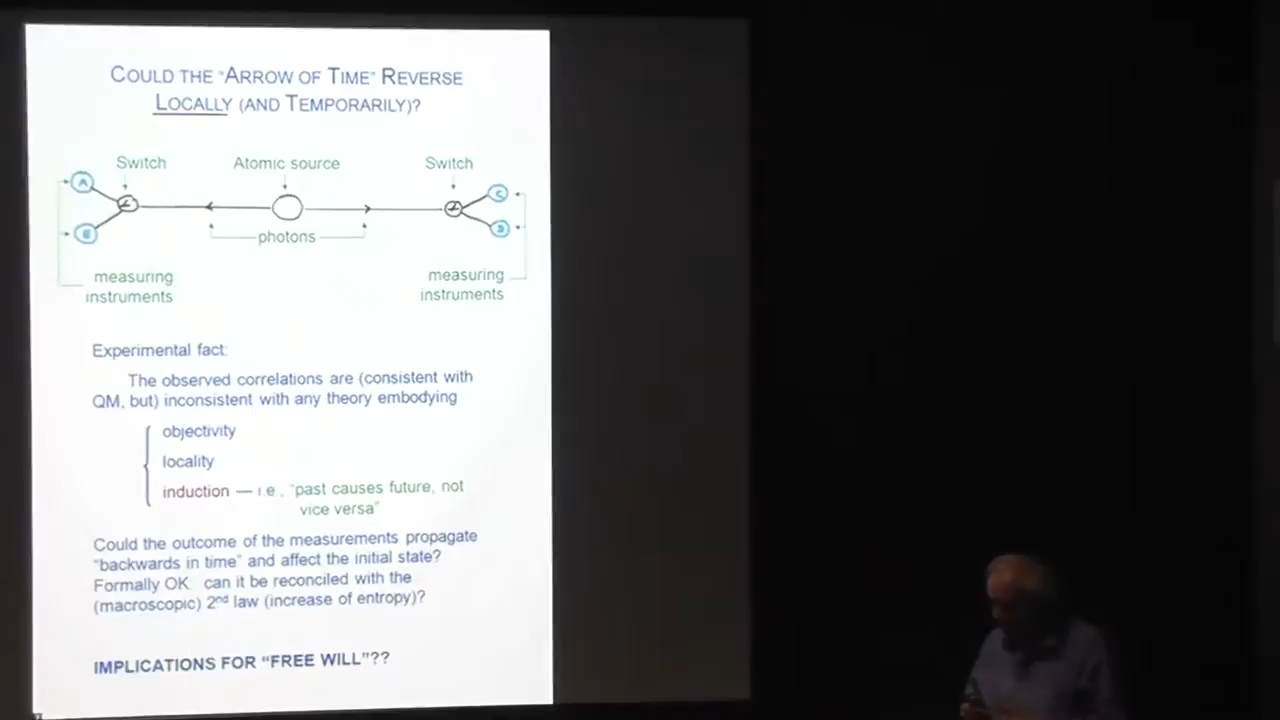 COULD THE "ARROW OF TIME" REVERSE
LOCALLY (AND TEMPORARILY)?
Switch Atomic source Switch
A C
B D
photons
measuring
instruments
measuring
instruments
Experimental fact:
The observed correlations are (consistent with
QM, but) inconsistent with any theory embodying
objectivity
locality
induction — i.e., "past causes future, not
vice versa"
Could the outcome of the measurements propagate
"backwards in time" and affect the initial state?
Formally OK: can it be reconciled with the
(macroscopic) 2nd law (increase of entropy)?
IMPLICATIONS FOR "FREE WILL"??